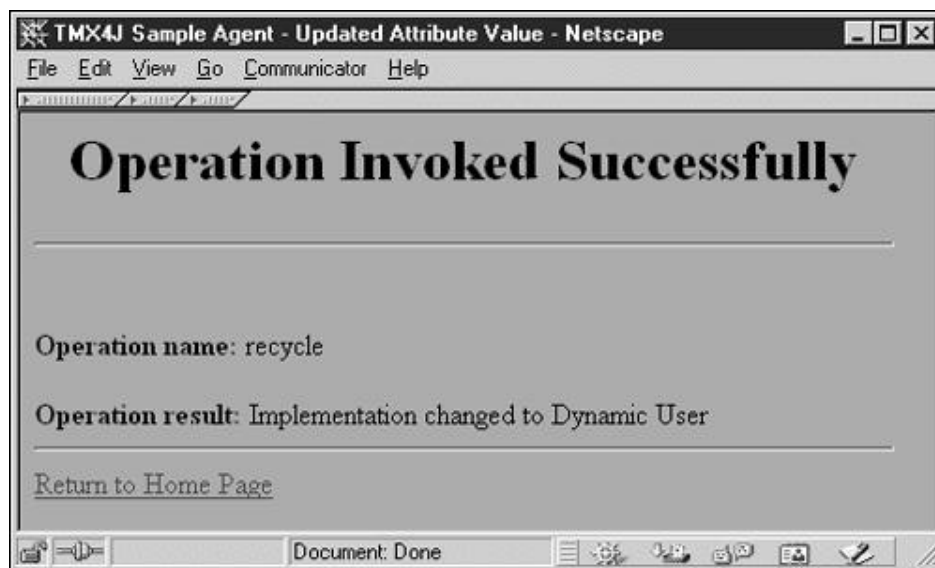 TMX4J Sample Agent - Updated Attribute Value - Netscape
File Edit View Go Communicator Help
Operation Invoked Successfully
Operation name: recycle
Operation result: Implementation changed to Dynamic User
Return to Home Page
Document: Done